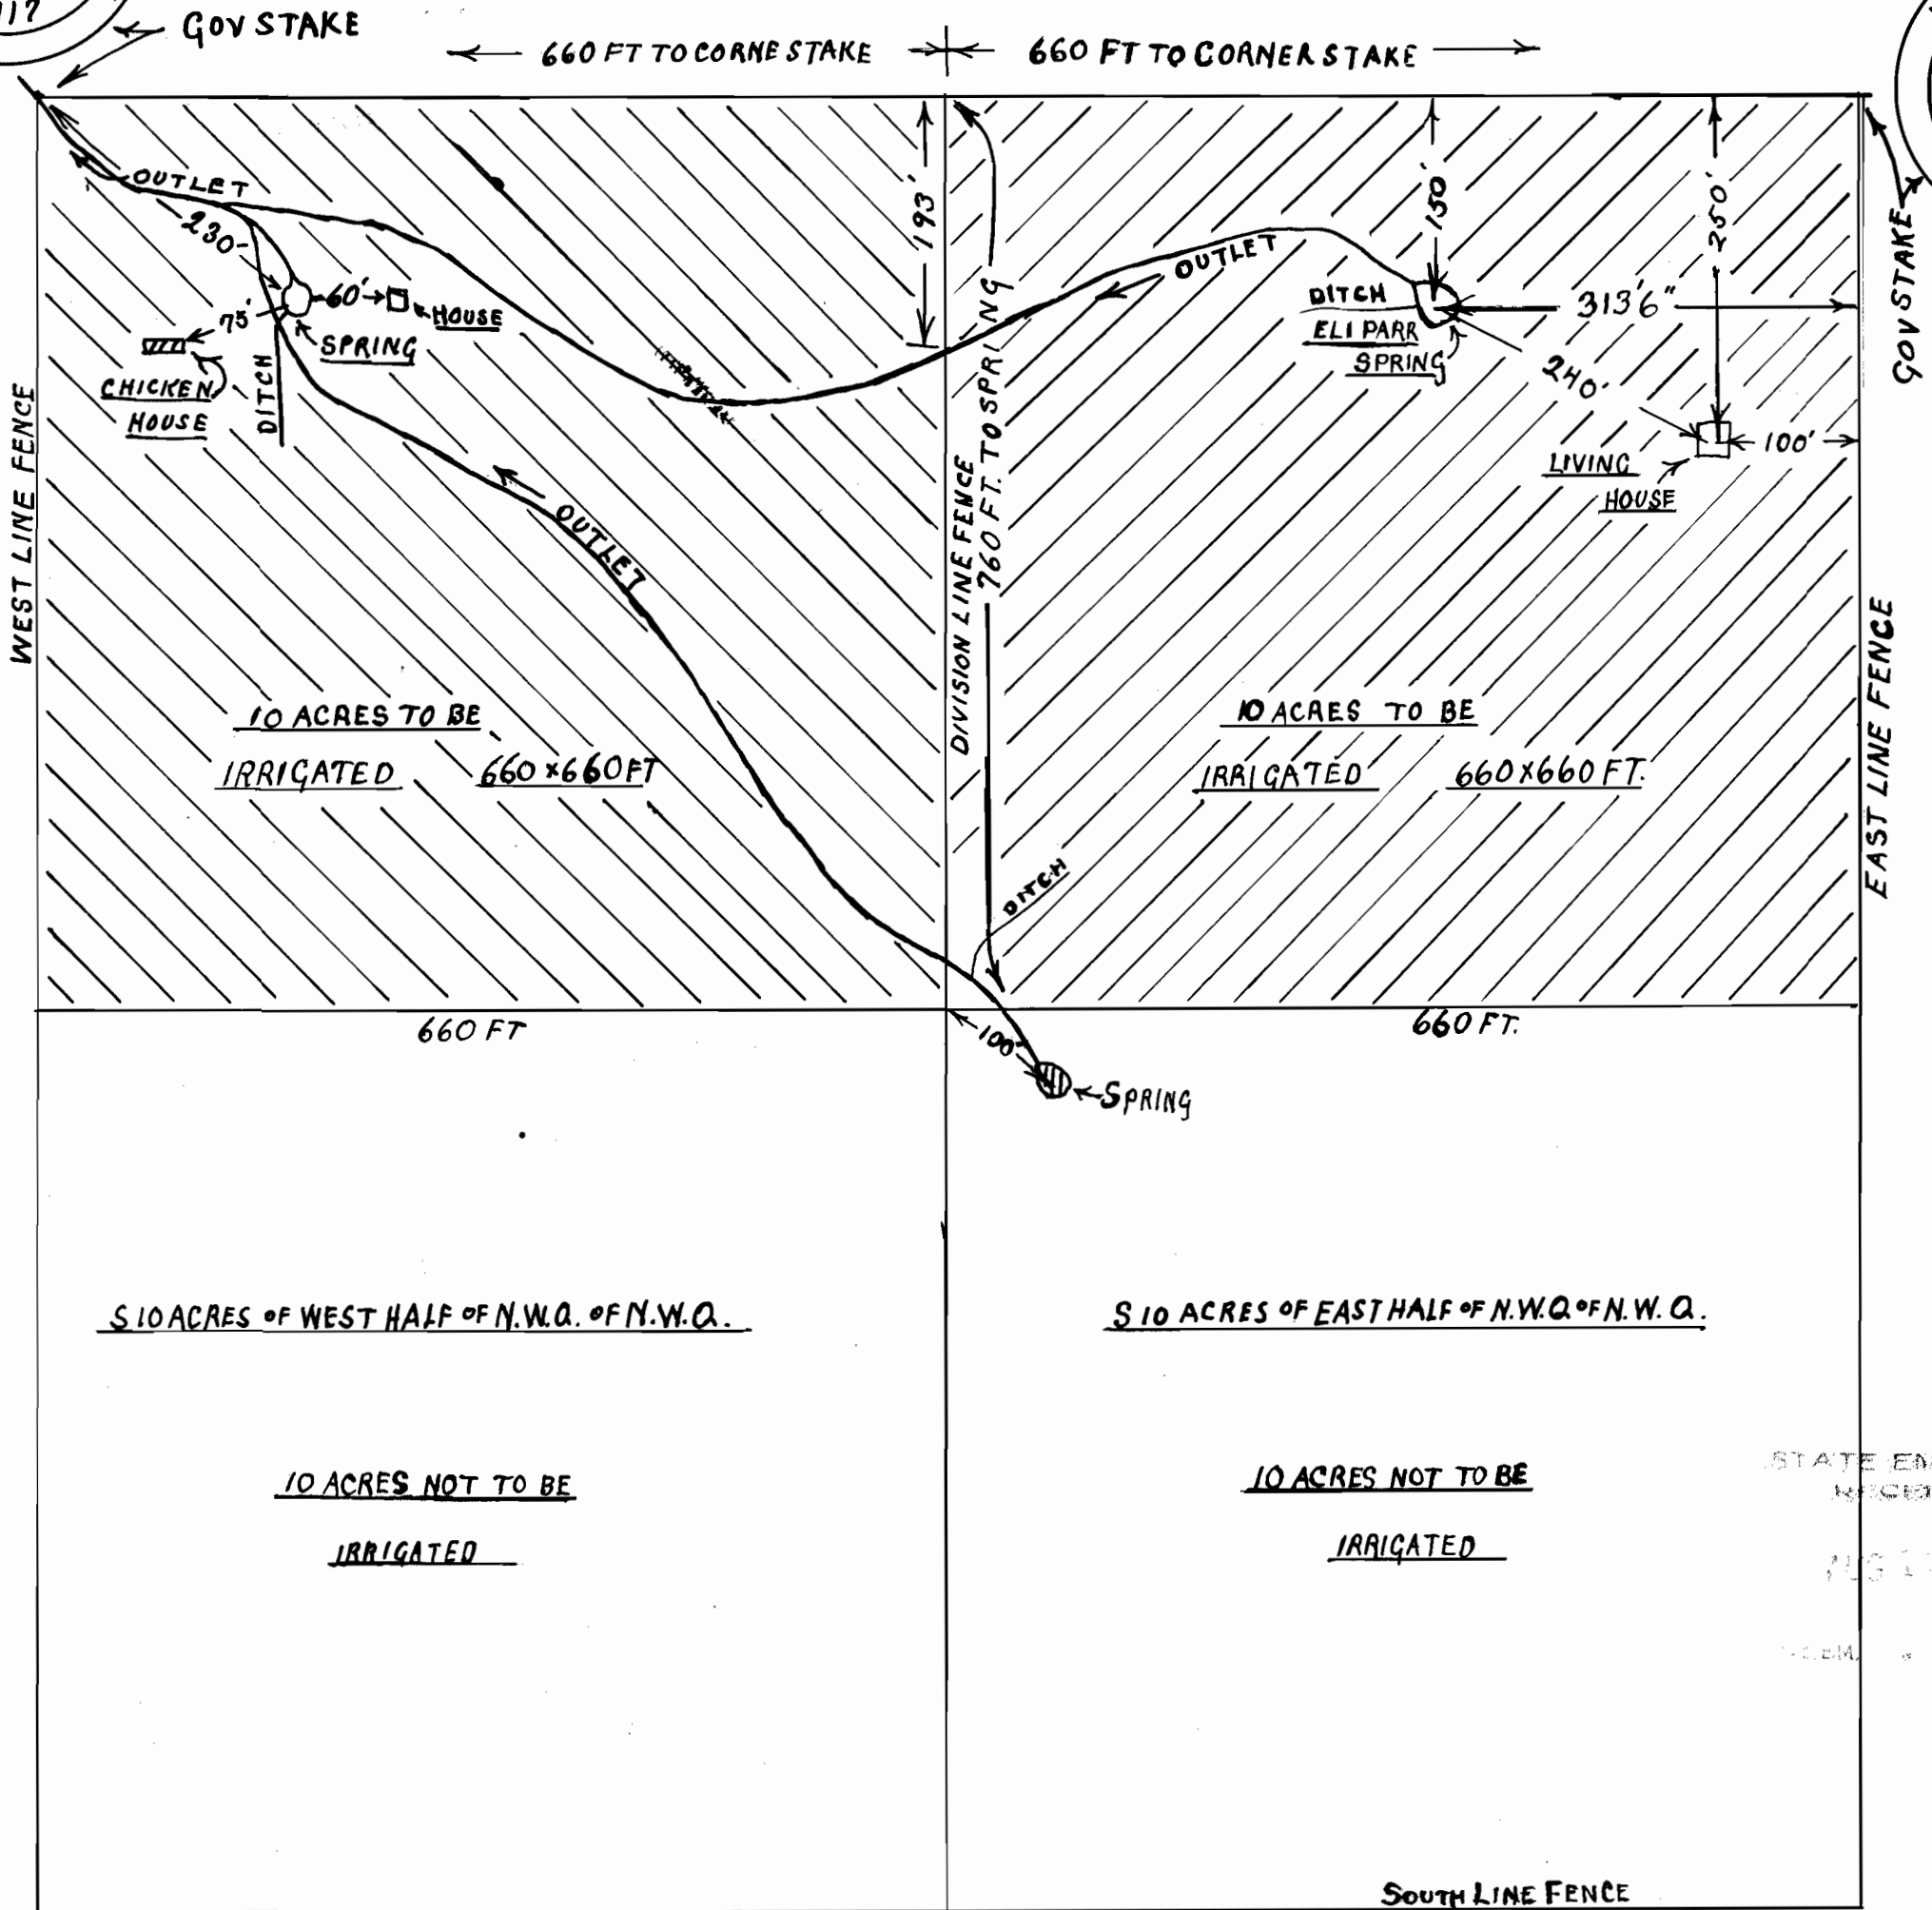 117
GOV STAKE
660 FT TO CORNE STAKE
660 FT TO CORNER STAKE
OUTLET
230
193'
150'
250'
GOV STAKE
OUTLET
DITCH
ELI PARR
SPRING
313'6"
240'
100'
LIVING
HOUSE
60'
HOUSE
SPRING
75'
CHICKEN
HOUSE
DITCH
WEST LINE FENCE
OUTLET
DIVISION LINE FENCE
760 FT. TO SPRING
EAST LINE FENCE
10 ACRES TO BE
IRRIGATED 660×660 FT
10 ACRES TO BE
IRRIGATED 660×660 FT.
DITCH
660 FT
660 FT.
100'
SPRING
S 10 ACRES OF WEST HALF OF N.W.Q. OF N.W.Q.
S 10 ACRES OF EAST HALF OF N.W.Q OF N.W.Q.
10 ACRES NOT TO BE
IRRIGATED
10 ACRES NOT TO BE
IRRIGATED
STATE EN
RECEI
AUG
SOUTH LINE FENCE